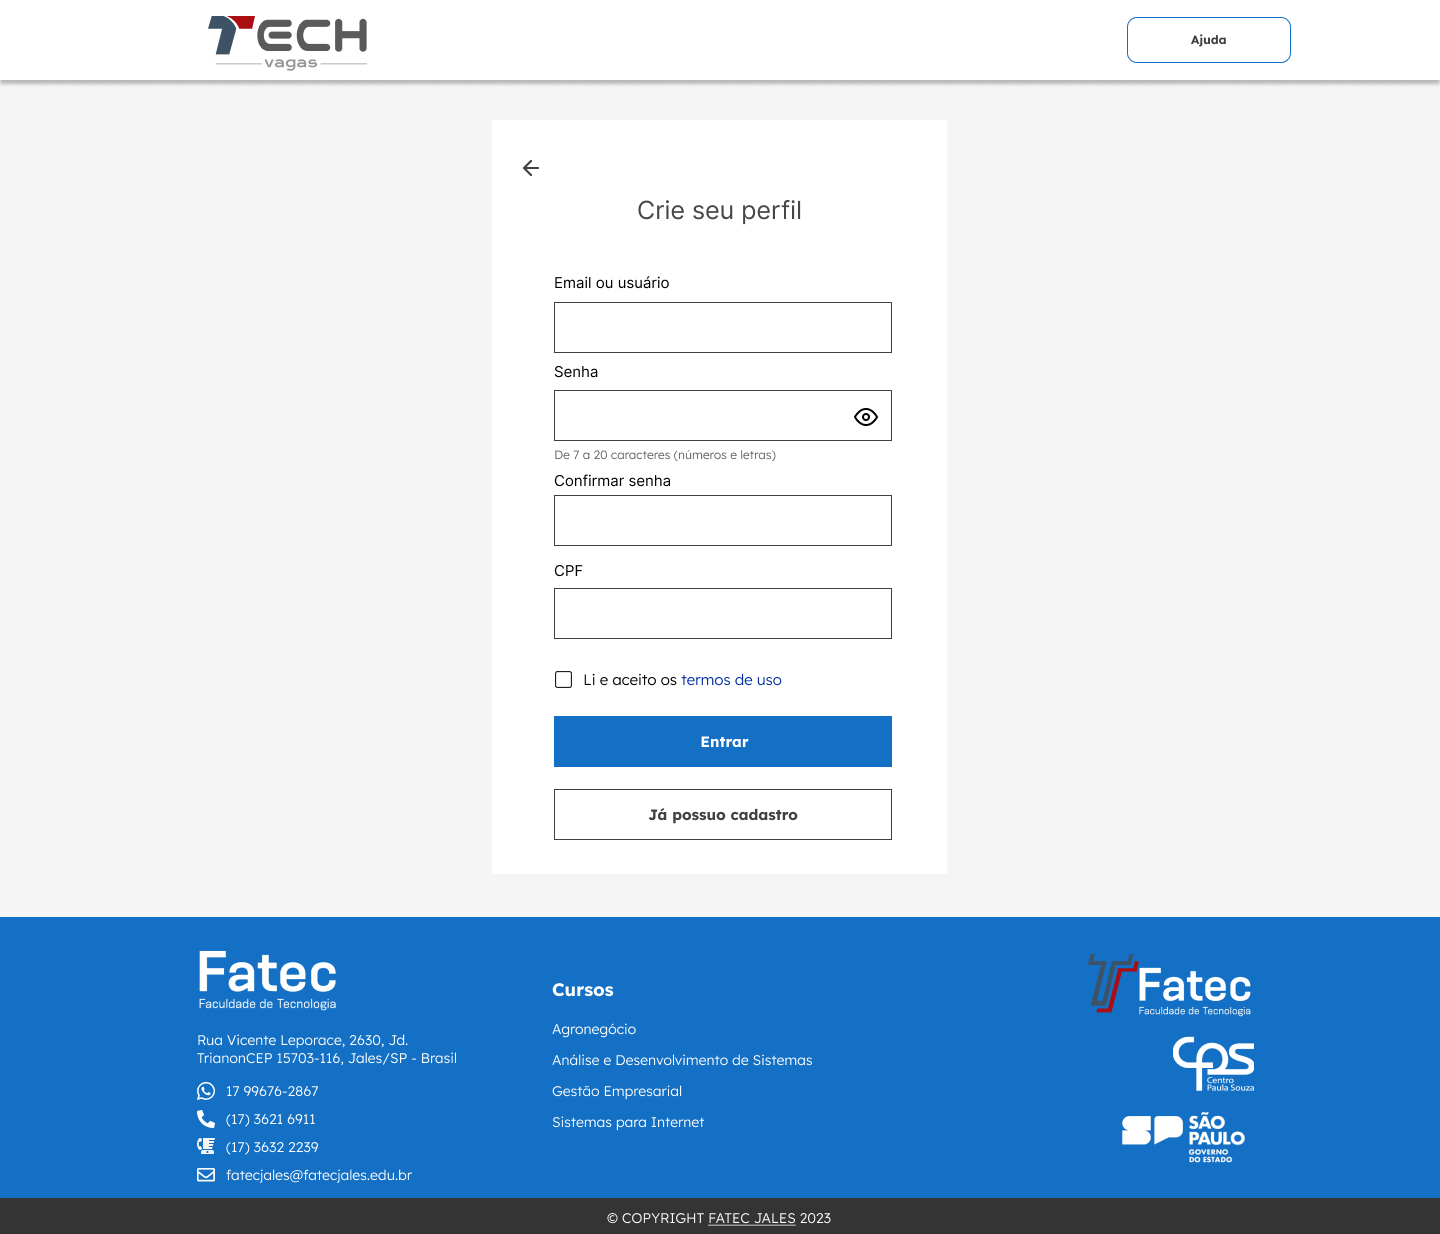 TECH
vagas
Ajuda
Crie seu perfil
Email ou usuário
Senha
De 7 a 20 caracteres (números e letras)
Confirmar senha
CPF
Li e aceito os termos de uso
Entrar
Já possuo cadastro
Fatec
Faculdade de Tecnologia
Rua Vicente Leporace, 2630, Jd.
TrianonCEP 15703-116, Jales/SP - Brasil
17 99676-2867
(17) 3621 6911
(17) 3632 2239
fatecjales@fatecjales.edu.br
Cursos
Agronegócio
Análise e Desenvolvimento de Sistemas
Gestão Empresarial
Sistemas para Internet
Fatec
Faculdade de Tecnologia
cps
Centro
Paula Souza
SP
SÃO
PAULO
GOVERNO
DO ESTADO
© COPYRIGHT FATEC JALES 2023